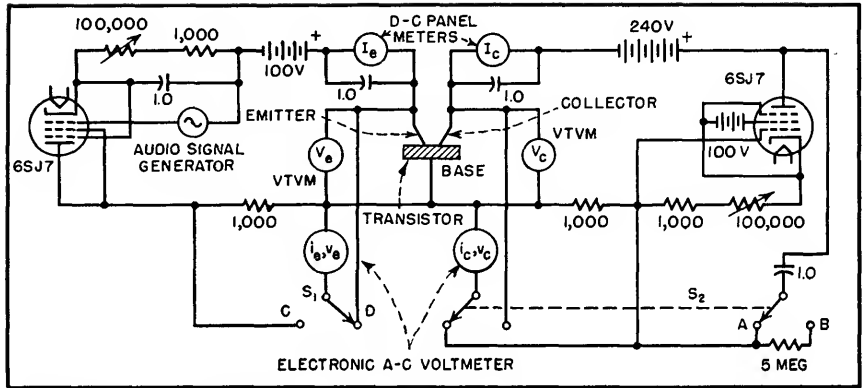 D-C PANEL
METERS
100,000
1,000
+
100V
Ie
Ic
240V
+
1.0
1.0
1.0
6SJ7
EMITTER
COLLECTOR
6SJ7
AUDIO SIGNAL
GENERATOR
Ve
VTVM
BASE
TRANSISTOR
VTVM
Vc
100 V
1,000
1,000
1,000
100,000
ie,ve
ic,vc
1.0
S1
S2
C
D
A
B
ELECTRONIC A-C VOLTMETER
5 MEG